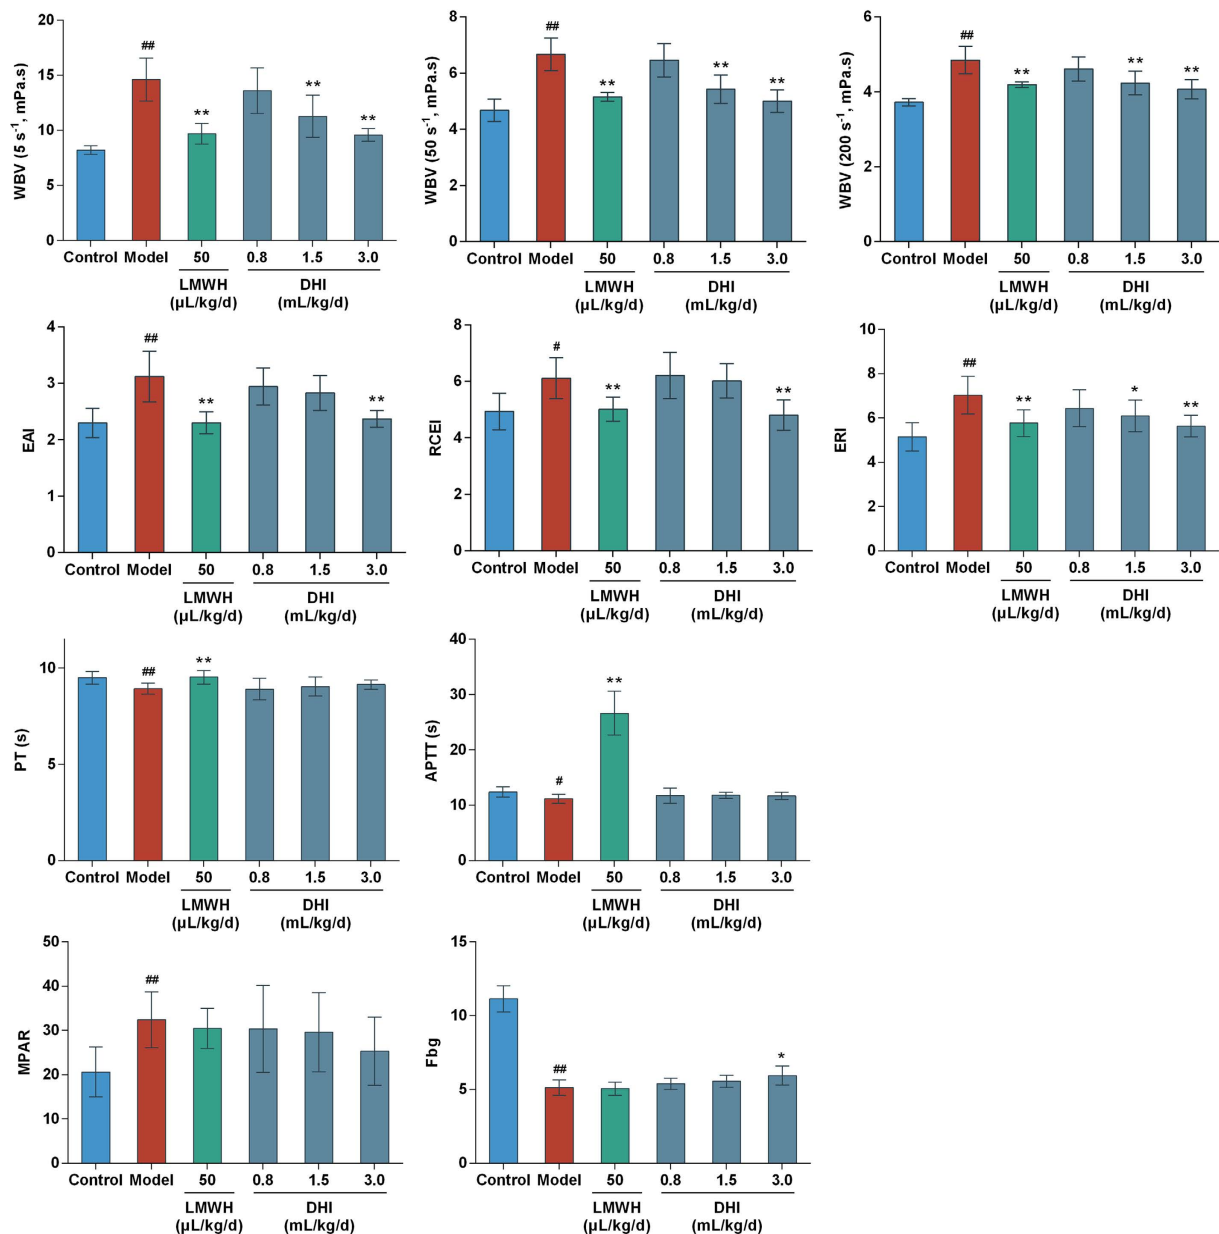 WBV (5 s⁻¹, mPa.s)
20
15
10
5
0
##
**
**
**
Control Model 50 0.8 1.5 3.0
LMWH DHI
(µL/kg/d) (mL/kg/d)
WBV (50 s⁻¹, mPa.s)
8
6
4
2
0
##
**
**
**
Control Model 50 0.8 1.5 3.0
LMWH DHI
(µL/kg/d) (mL/kg/d)
WBV (200 s⁻¹, mPa.s)
6
4
2
0
##
**
**
**
Control Model 50 0.8 1.5 3.0
LMWH DHI
(µL/kg/d) (mL/kg/d)
EAI
4
3
2
1
0
##
**
**
Control Model 50 0.8 1.5 3.0
LMWH DHI
(µL/kg/d) (mL/kg/d)
RCEI
8
6
4
2
0
#
**
**
Control Model 50 0.8 1.5 3.0
LMWH DHI
(µL/kg/d) (mL/kg/d)
ERI
10
8
6
4
2
0
##
**
*
**
Control Model 50 0.8 1.5 3.0
LMWH DHI
(µL/kg/d) (mL/kg/d)
PT (s)
10
5
0
##
**
Control Model 50 0.8 1.5 3.0
LMWH DHI
(µL/kg/d) (mL/kg/d)
APTT (s)
40
30
20
10
0
#
**
Control Model 50 0.8 1.5 3.0
LMWH DHI
(µL/kg/d) (mL/kg/d)
MPAR
50
40
30
20
10
0
##
Control Model 50 0.8 1.5 3.0
LMWH DHI
(µL/kg/d) (mL/kg/d)
Fbg
15
10
5
0
##
*
Control Model 50 0.8 1.5 3.0
LMWH DHI
(µL/kg/d) (mL/kg/d)